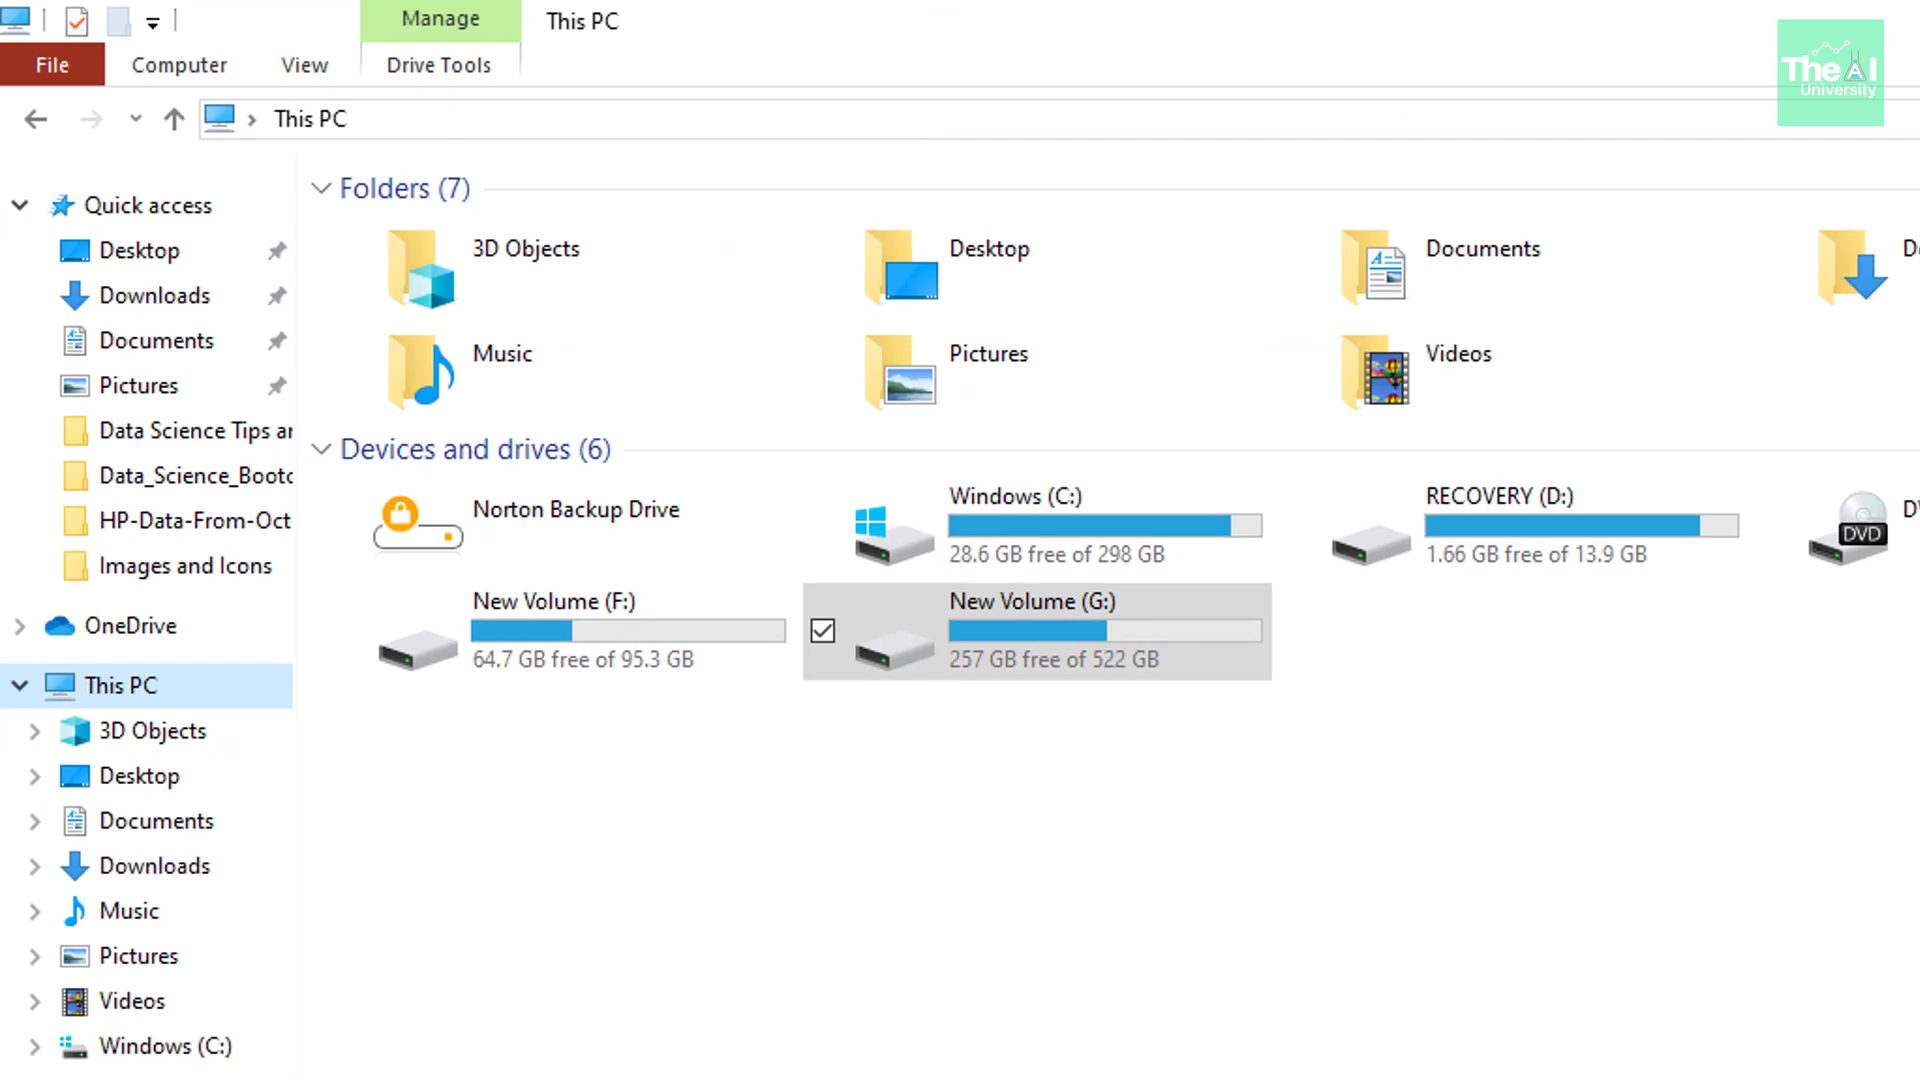 Manage
This PC
File
Computer
View
Drive Tools
The AI
University
This PC
Quick access
Desktop
Downloads
Documents
Pictures
Data Science Tips ar
Data_Science_Bootc
HP-Data-From-Oct
Images and Icons
OneDrive
This PC
3D Objects
Desktop
Documents
Downloads
Music
Pictures
Videos
Windows (C:)
Folders (7)
3D Objects
Desktop
Documents
Music
Pictures
Videos
Devices and drives (6)
Norton Backup Drive
Windows (C:)
28.6 GB free of 298 GB
RECOVERY (D:)
1.66 GB free of 13.9 GB
DVD
New Volume (F:)
64.7 GB free of 95.3 GB
New Volume (G:)
257 GB free of 522 GB